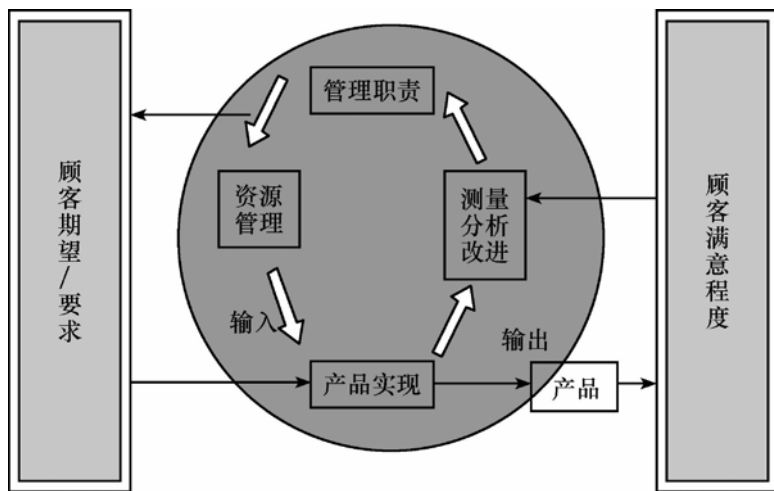 顾客期望/要求
管理职责
资源
管理
测量
分析
改进
输入
输出
产品实现
产品
顾客满意程度